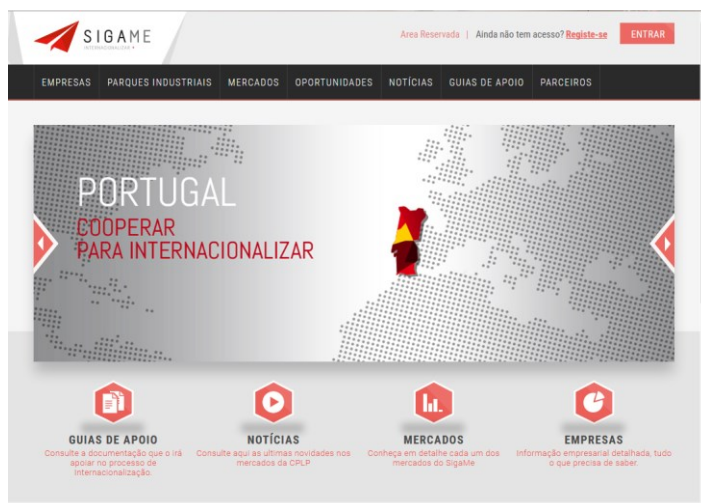 SIGAME
INTERNACIONALIZAR
Area Reservada | Ainda não tem acesso? Registe-se ENTRAR
EMPRESAS PARQUES INDUSTRIAIS MERCADOS OPORTUNIDADES NOTÍCIAS GUIAS DE APOIO PARCEIROS
PORTUGAL
COOPERAR
PARA INTERNACIONALIZAR
GUIAS DE APOIO
Consulte a documentação que o irá
apoiar no processo de
internacionalização.
NOTÍCIAS
Consulte aqui as ultimas novidades nos
mercados da CPLP
MERCADOS
Conheça em detalhe cada um dos
mercados do SigaMe
EMPRESAS
Informação empresarial detalhada, tudo
o que precisa de saber.